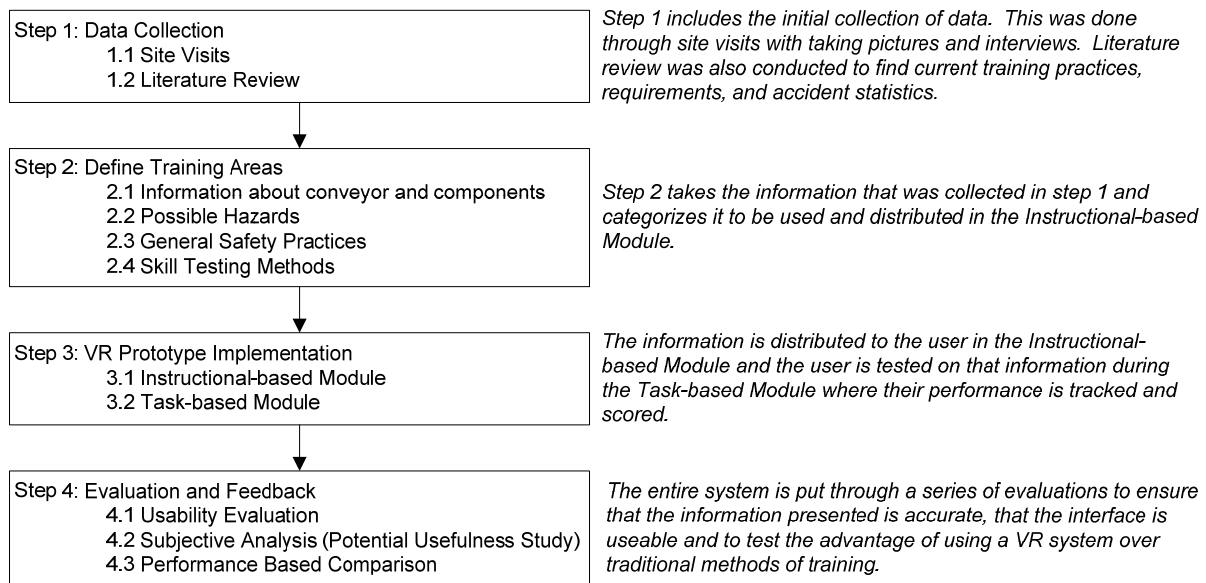 Step 1: Data Collection
1.1 Site Visits
1.2 Literature Review
Step 1 includes the initial collection of data. This was done
through site visits with taking pictures and interviews. Literature
review was also conducted to find current training practices,
requirements, and accident statistics.
Step 2: Define Training Areas
2.1 Information about conveyor and components
2.2 Possible Hazards
2.3 General Safety Practices
2.4 Skill Testing Methods
Step 2 takes the information that was collected in step 1 and
categorizes it to be used and distributed in the Instructional-based
Module.
Step 3: VR Prototype Implementation
3.1 Instructional-based Module
3.2 Task-based Module
The information is distributed to the user in the Instructional-
based Module and the user is tested on that information during
the Task-based Module where their performance is tracked and
scored.
Step 4: Evaluation and Feedback
4.1 Usability Evaluation
4.2 Subjective Analysis (Potential Usefulness Study)
4.3 Performance Based Comparison
The entire system is put through a series of evaluations to ensure
that the information presented is accurate, that the interface is
useable and to test the advantage of using a VR system over
traditional methods of training.